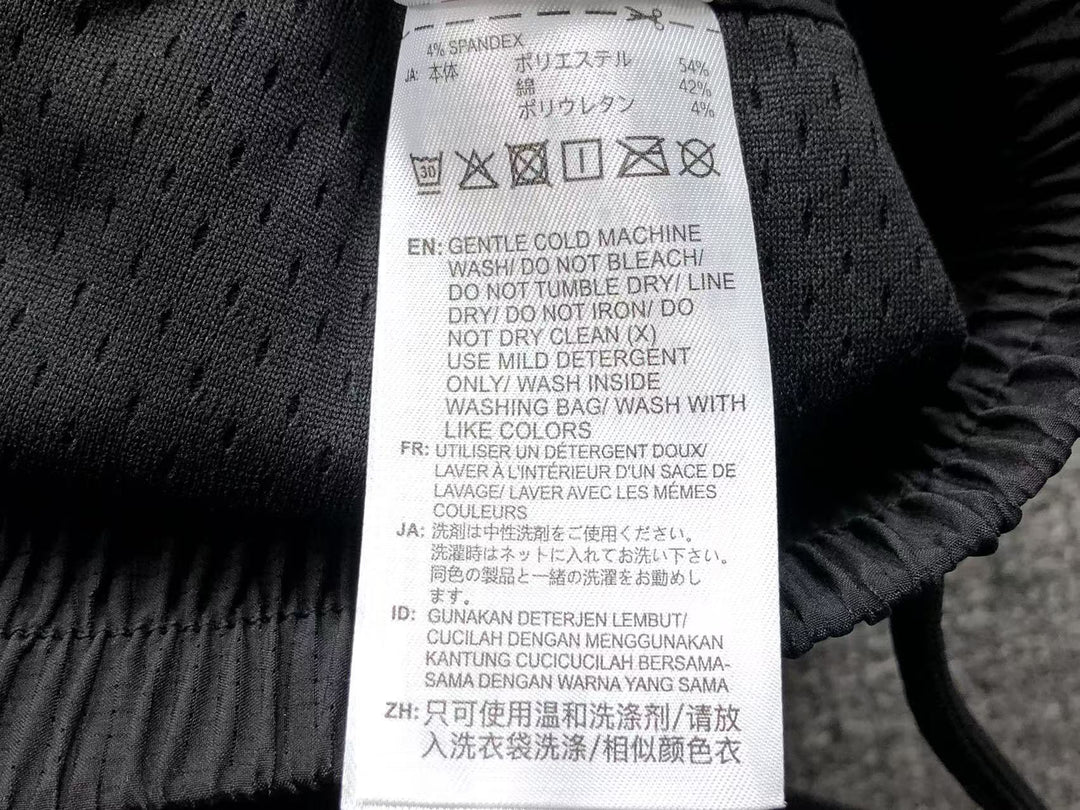 4% SPANDEX
JA: 本体 ポリエステル 54%
綿 42%
ポリウレタン 4%
30
EN: GENTLE COLD MACHINE
WASH/ DO NOT BLEACH/
DO NOT TUMBLE DRY/ LINE
DRY/ DO NOT IRON/ DO
NOT DRY CLEAN (X)
USE MILD DETERGENT
ONLY/ WASH INSIDE
WASHING BAG/ WASH WITH
LIKE COLORS
FR: UTILISER UN DÉTERGENT DOUX/
LAVER À L'INTÉRIEUR D'UN SACE DE
LAVAGE/ LAVER AVEC LES MÉMES
COULEURS
JA: 洗剤は中性洗剤をご使用ください。
洗濯時はネットに入れてお洗い下さい。
同色の製品と一緒の洗濯をお勧めし
ます。
ID: GUNAKAN DETERJEN LEMBUT/
CUCILAH DENGAN MENGGUNAKAN
KANTUNG CUCICUCILAH BERSAMA-
SAMA DENGAN WARNA YANG SAMA
ZH: 只可使用温和洗涤剂/请放
入洗衣袋洗涤/相似颜色衣